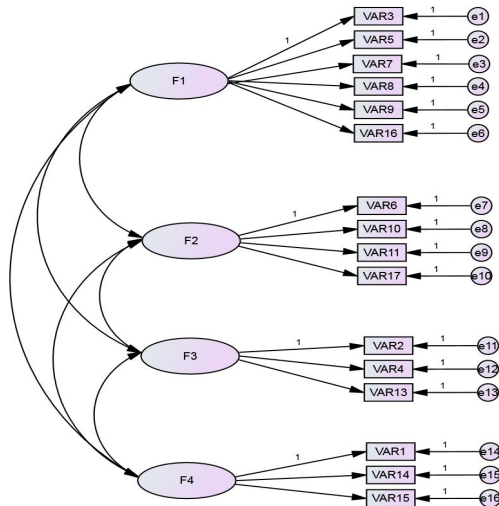 1 VAR3 1 e1
VAR5 1 e2
VAR7 1 e3
F1
VAR8 1 e4
VAR9 1 e5
VAR16 1 e6
1 VAR6 1 e7
VAR10 1 e8
F2
VAR11 1 e9
VAR17 1 e10
1 VAR2 1 e11
F3
VAR4 1 e12
VAR13 1 e13
1 VAR1 1 e14
F4
VAR14 1 e15
VAR15 1 e16